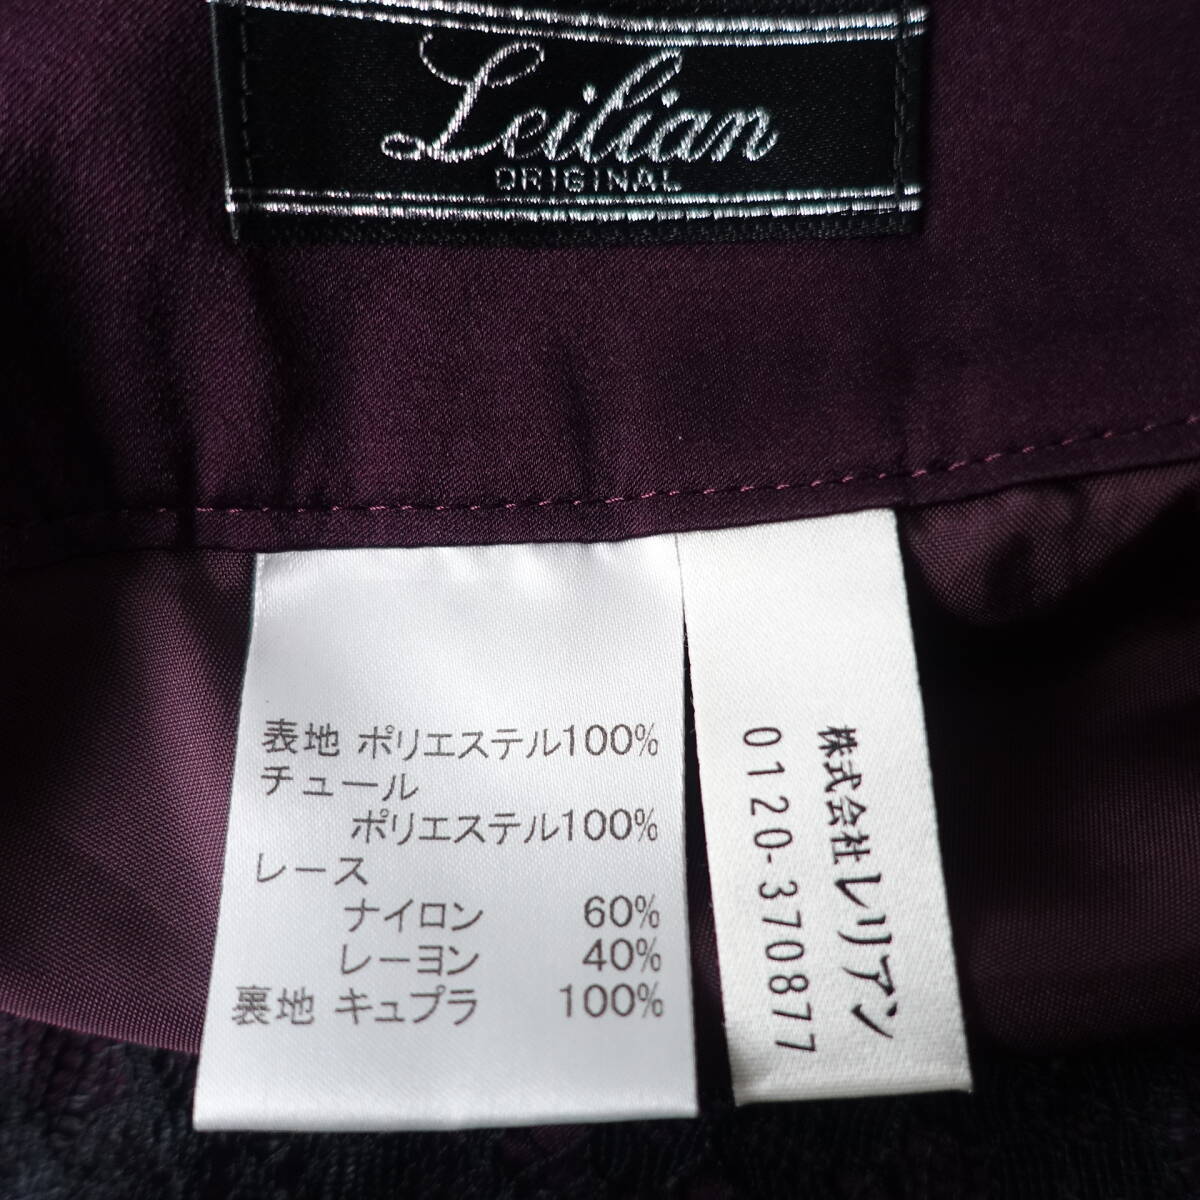 Leilian
ORIGINAL
表地 ポリエステル100%
チュール
ポリエステル100%
レース
ナイロン 60%
レーヨン 40%
裏地 キュプラ 100%
株式会社レリアン
0120-370877